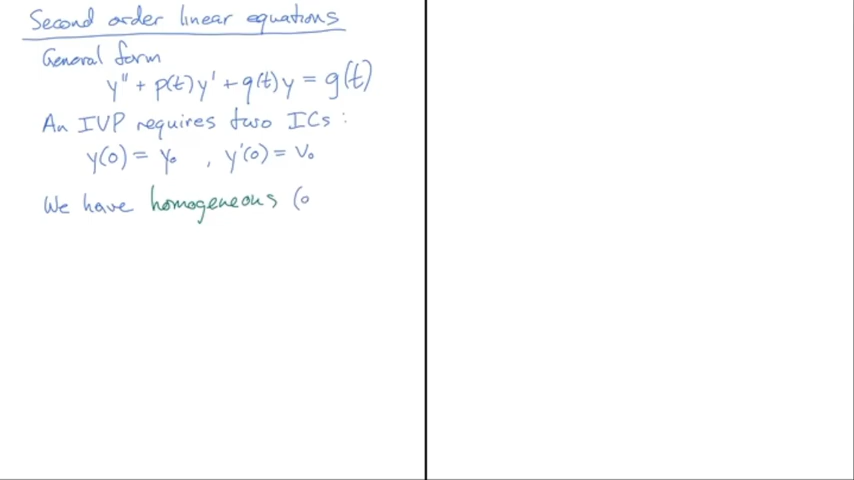 Second order linear equations
General form
y'' + p(t)y' + q(t)y = g(t)
An IVP requires two ICs:
y(0) = y₀ , y'(0) = v₀
We have homogeneous (o